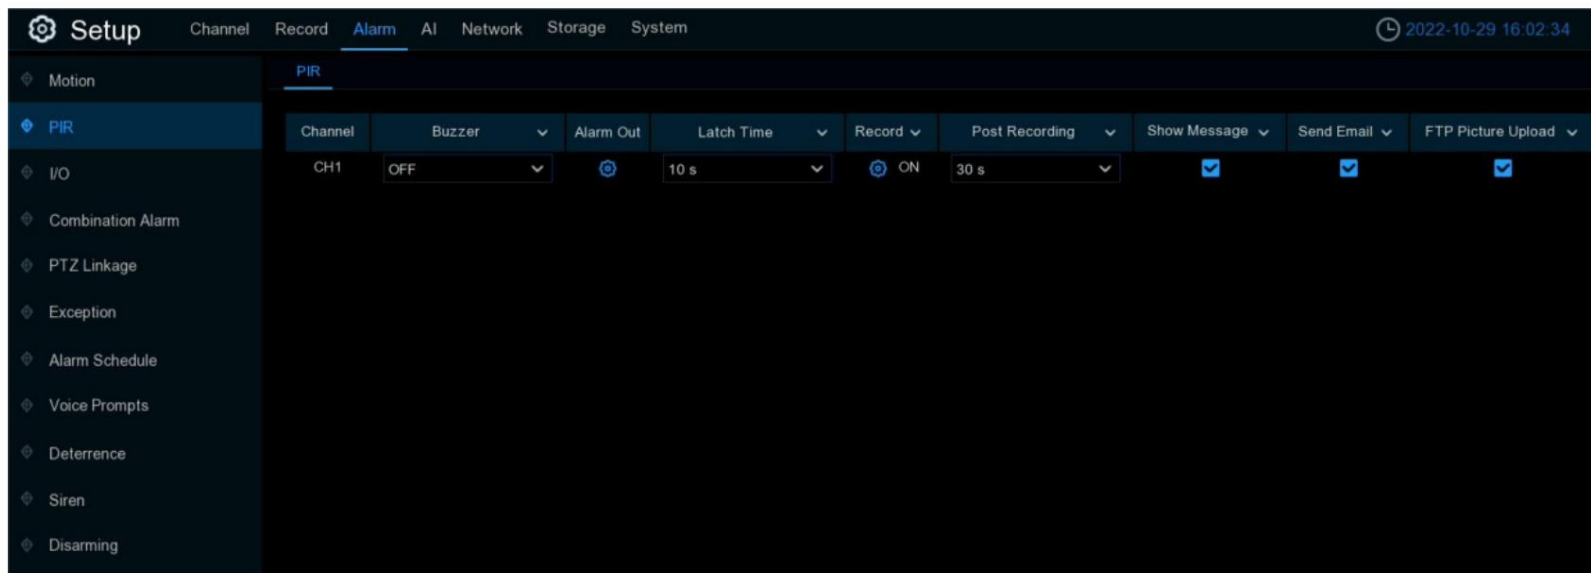 Setup Channel Record Alarm AI Network Storage System 2022-10-29 16:02:34
Motion
PIR
I/O
Combination Alarm
PTZ Linkage
Exception
Alarm Schedule
Voice Prompts
Deterrence
Siren
Disarming
PIR
Channel Buzzer Alarm Out Latch Time Record Post Recording Show Message Send Email FTP Picture Upload
CH1 OFF 10 s ON 30 s